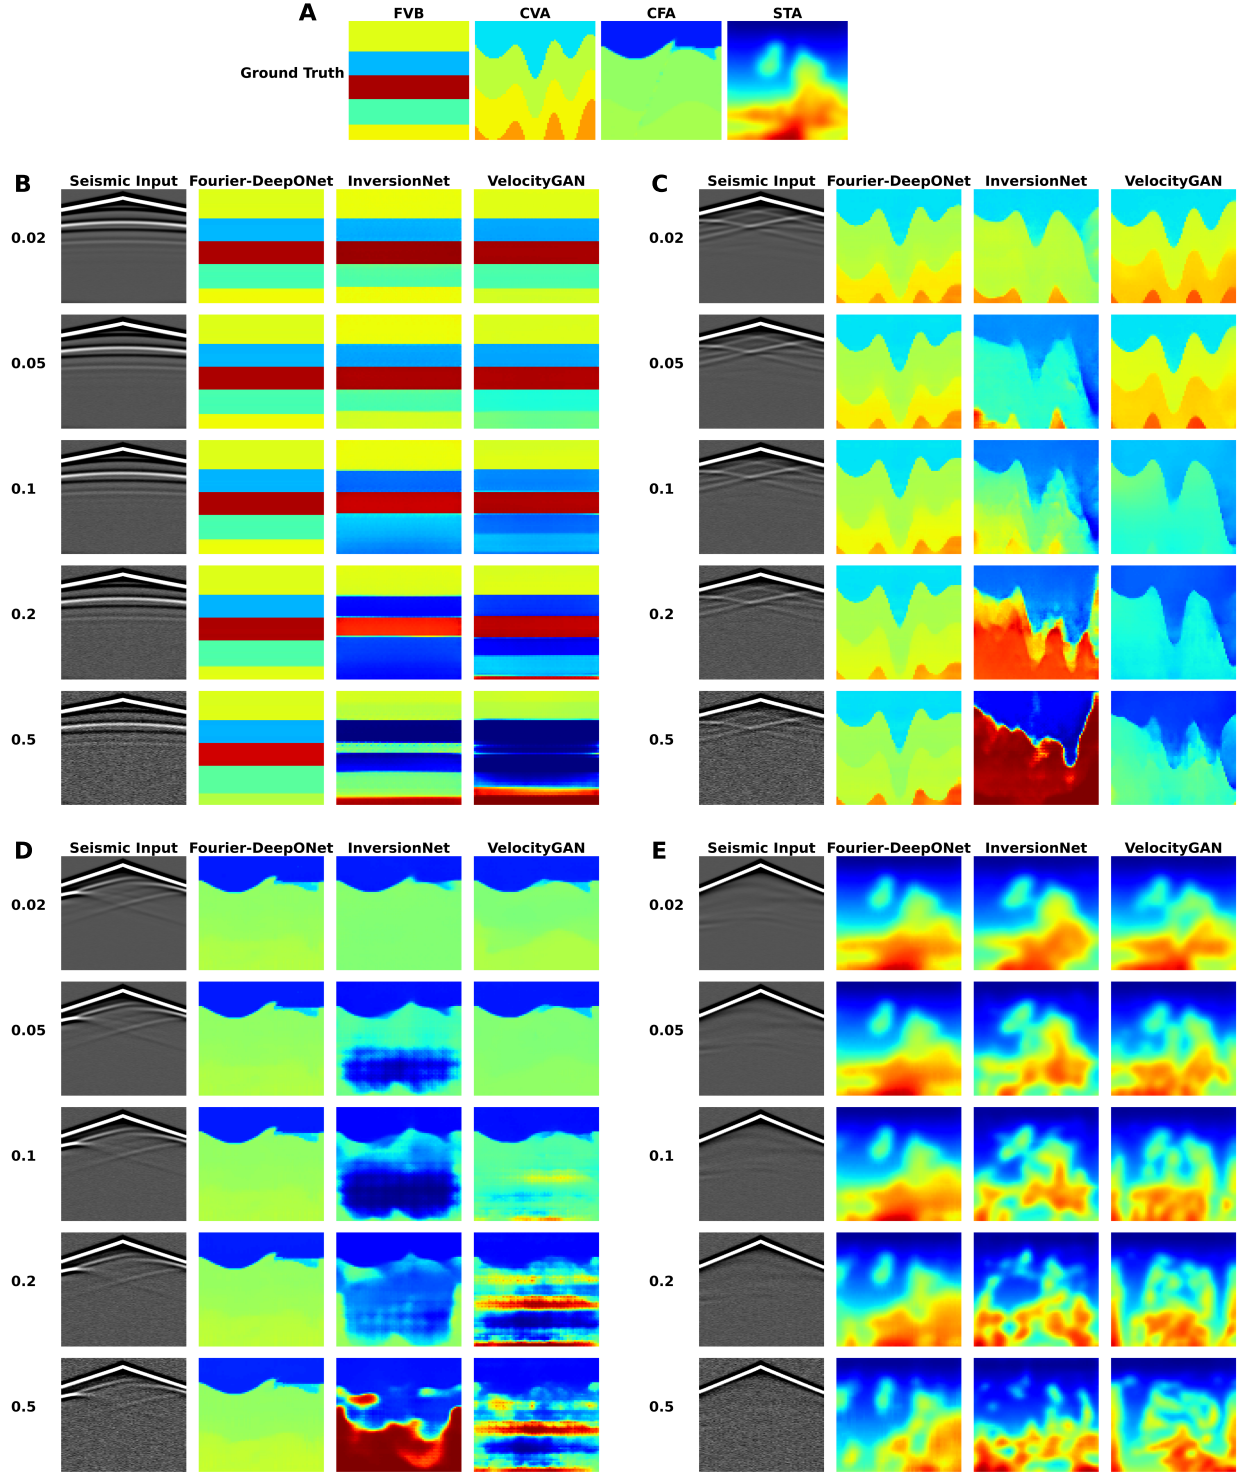 A
FVB CVA CFA STA
Ground Truth
B Seismic Input Fourier-DeepONet InversionNet VelocityGAN
0.02
0.05
0.1
0.2
0.5
C Seismic Input Fourier-DeepONet InversionNet VelocityGAN
0.02
0.05
0.1
0.2
0.5
D Seismic Input Fourier-DeepONet InversionNet VelocityGAN
0.02
0.05
0.1
0.2
0.5
E Seismic Input Fourier-DeepONet InversionNet VelocityGAN
0.02
0.05
0.1
0.2
0.5